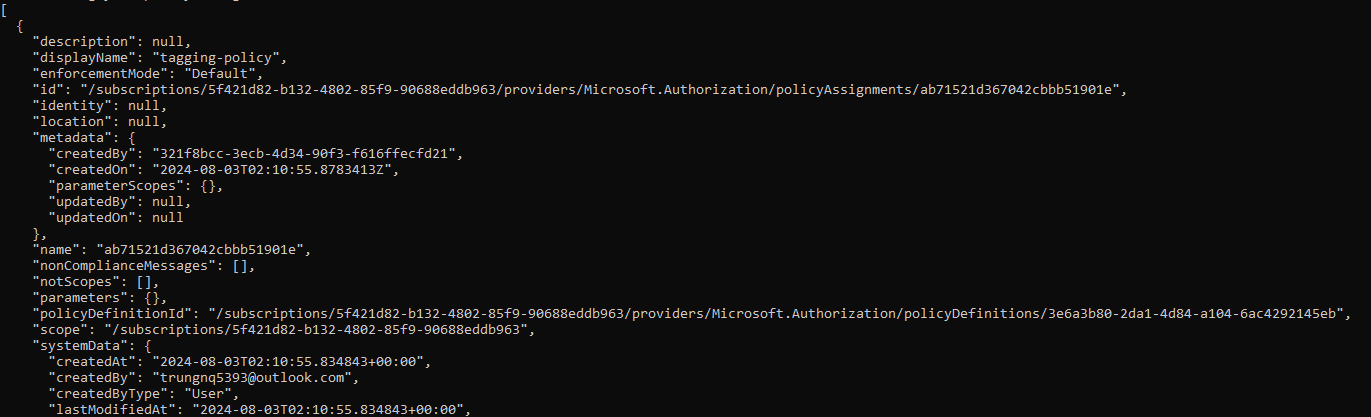 [
  {
    "description": null,
    "displayName": "tagging-policy",
    "enforcementMode": "Default",
    "id": "/subscriptions/5f421d82-b132-4802-85f9-90688eddb963/providers/Microsoft.Authorization/policyAssignments/ab71521d367042cbbb51901e",
    "identity": null,
    "location": null,
    "metadata": {
      "createdBy": "321f8bcc-3ecb-4d34-90f3-f616ffecfd21",
      "createdOn": "2024-08-03T02:10:55.8783413Z",
      "parameterScopes": {},
      "updatedBy": null,
      "updatedOn": null
    },
    "name": "ab71521d367042cbbb51901e",
    "nonComplianceMessages": [],
    "notScopes": [],
    "parameters": {},
    "policyDefinitionId": "/subscriptions/5f421d82-b132-4802-85f9-90688eddb963/providers/Microsoft.Authorization/policyDefinitions/3e6a3b80-2da1-4d84-a104-6ac4292145eb",
    "scope": "/subscriptions/5f421d82-b132-4802-85f9-90688eddb963",
    "systemData": {
      "createdAt": "2024-08-03T02:10:55.834843+00:00",
      "createdBy": "trungnq5393@outlook.com",
      "createdByType": "User",
      "lastModifiedAt": "2024-08-03T02:10:55.834843+00:00",